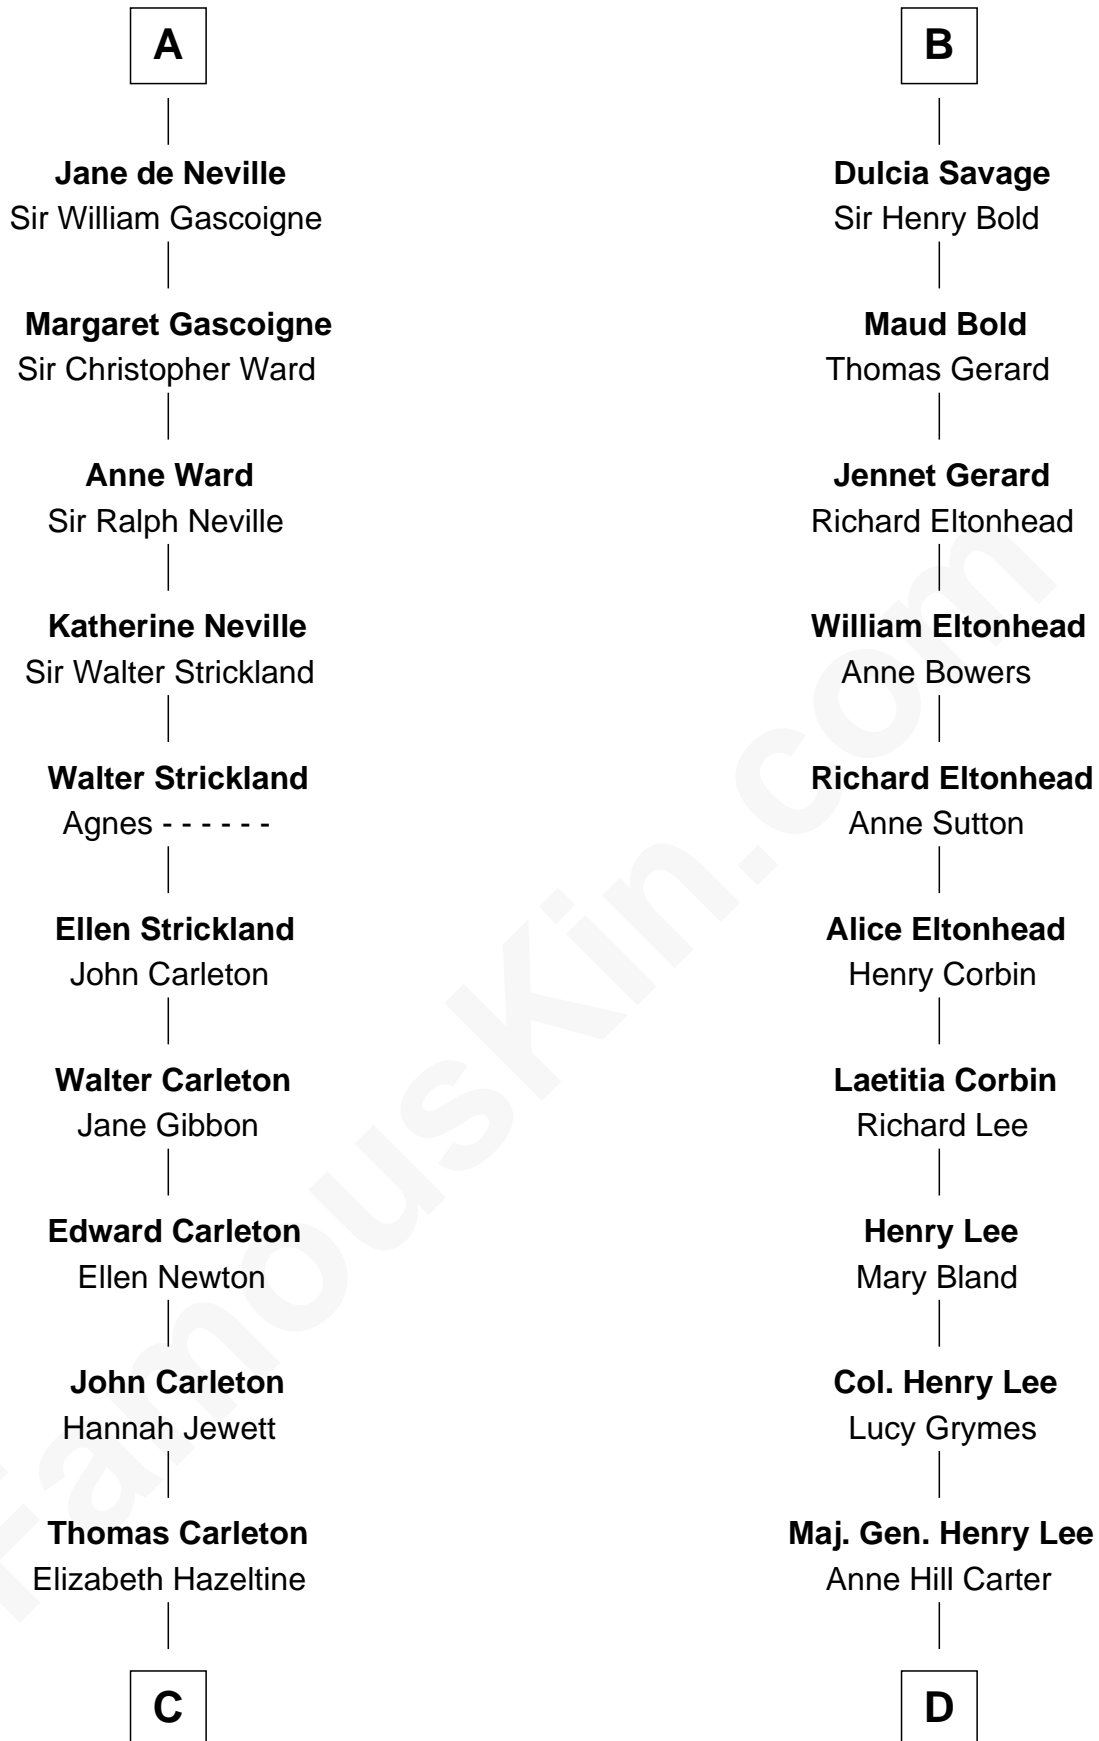 A
Jane de Neville
Sir William Gascoigne
Margaret Gascoigne
Sir Christopher Ward
Anne Ward
Sir Ralph Neville
Katherine Neville
Sir Walter Strickland
Walter Strickland
Agnes - - - - - -
Ellen Strickland
John Carleton
Walter Carleton
Jane Gibbon
Edward Carleton
Ellen Newton
John Carleton
Hannah Jewett
Thomas Carleton
Elizabeth Hazeltine
C
B
Dulcia Savage
Sir Henry Bold
Maud Bold
Thomas Gerard
Jennet Gerard
Richard Eltonhead
William Eltonhead
Anne Bowers
Richard Eltonhead
Anne Sutton
Alice Eltonhead
Henry Corbin
Laetitia Corbin
Richard Lee
Henry Lee
Mary Bland
Col. Henry Lee
Lucy Grymes
Maj. Gen. Henry Lee
Anne Hill Carter
D
FamousKin.com